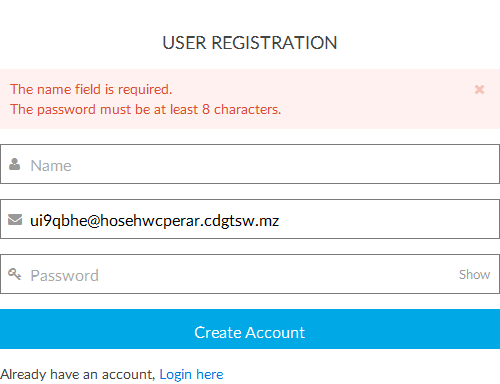 USER REGISTRATION
The name field is required.
The password must be at least 8 characters.
Name
ui9qbhe@hosehwcperar.cdgtsw.mz
Password Show
Create Account
Already have an account, Login here